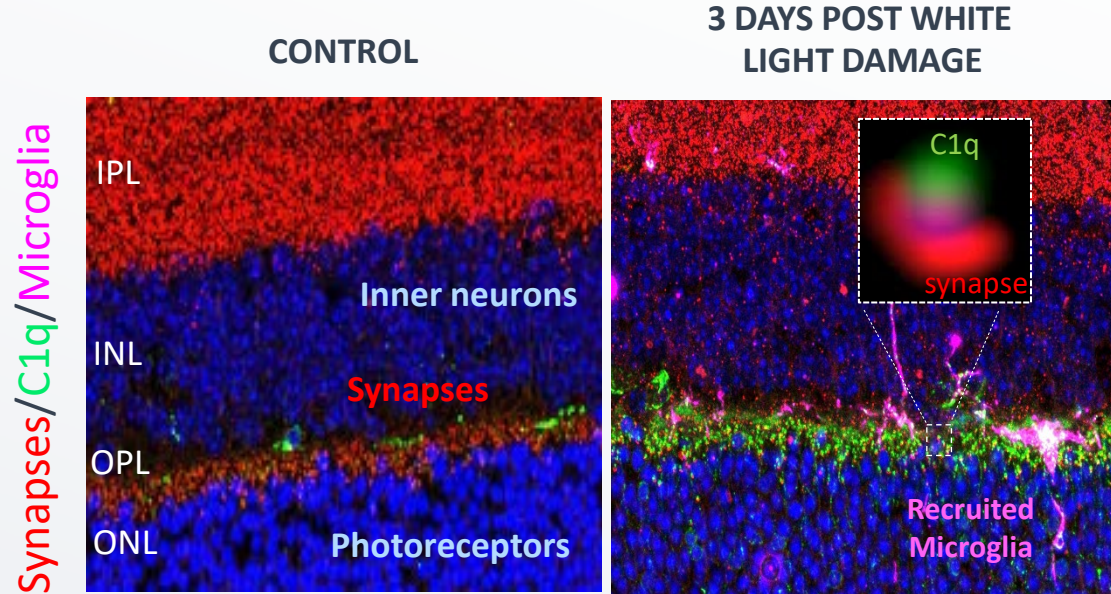 CONTROL
3 DAYS POST WHITE
LIGHT DAMAGE
Synapses/C1q/Microglia
IPL
Inner neurons
INL
Synapses
OPL
ONL
Photoreceptors
C1q
synapse
Recruited
Microglia